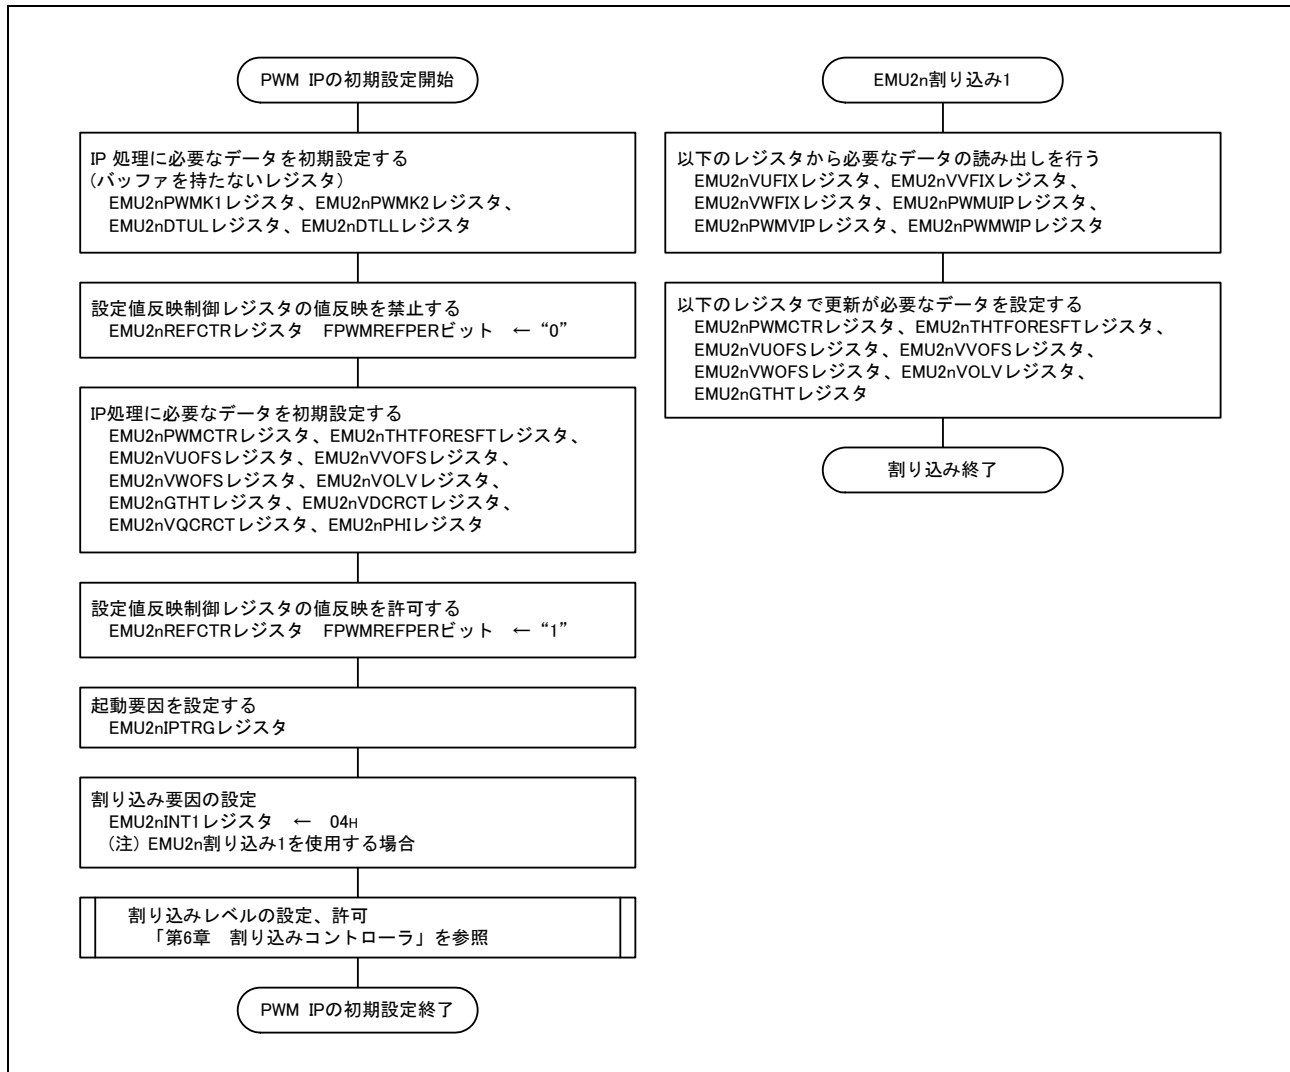 PWM IPの初期設定開始
IP 処理に必要なデータを初期設定する
(バッファを持たないレジスタ)
EMU2nPWMK1レジスタ、EMU2nPWMK2レジスタ、
EMU2nDTULレジスタ、EMU2nDTLLレジスタ
設定値反映制御レジスタの値反映を禁止する
EMU2nREFCTRレジスタ　FPWMREFPERビット　←　“0”
IP処理に必要なデータを初期設定する
EMU2nPWMCTRレジスタ、EMU2nTHTFORESFTレジスタ、
EMU2nVUOFSレジスタ、EMU2nVVOFSレジスタ、
EMU2nVWOFSレジスタ、EMU2nVOLVレジスタ、
EMU2nGTHTレジスタ、EMU2nVDCRCTレジスタ、
EMU2nVQCRCTレジスタ、EMU2nPHIレジスタ
設定値反映制御レジスタの値反映を許可する
EMU2nREFCTRレジスタ　FPWMREFPERビット　←　“1”
起動要因を設定する
EMU2nIPTRGレジスタ
割り込み要因の設定
EMU2nINT1レジスタ　←　04H
(注) EMU2n割り込み1を使用する場合
割り込みレベルの設定、許可
「第6章　割り込みコントローラ」を参照
PWM IPの初期設定終了
EMU2n割り込み1
以下のレジスタから必要なデータの読み出しを行う
EMU2nVUFIXレジスタ、EMU2nVVFIXレジスタ、
EMU2nVWFIXレジスタ、EMU2nPWMUIPレジスタ、
EMU2nPWMVIPレジスタ、EMU2nPWMWIPレジスタ
以下のレジスタで更新が必要なデータを設定する
EMU2nPWMCTRレジスタ、EMU2nTHTFORESFTレジスタ、
EMU2nVUOFSレジスタ、EMU2nVVOFSレジスタ、
EMU2nVWOFSレジスタ、EMU2nVOLVレジスタ、
EMU2nGTHTレジスタ
割り込み終了